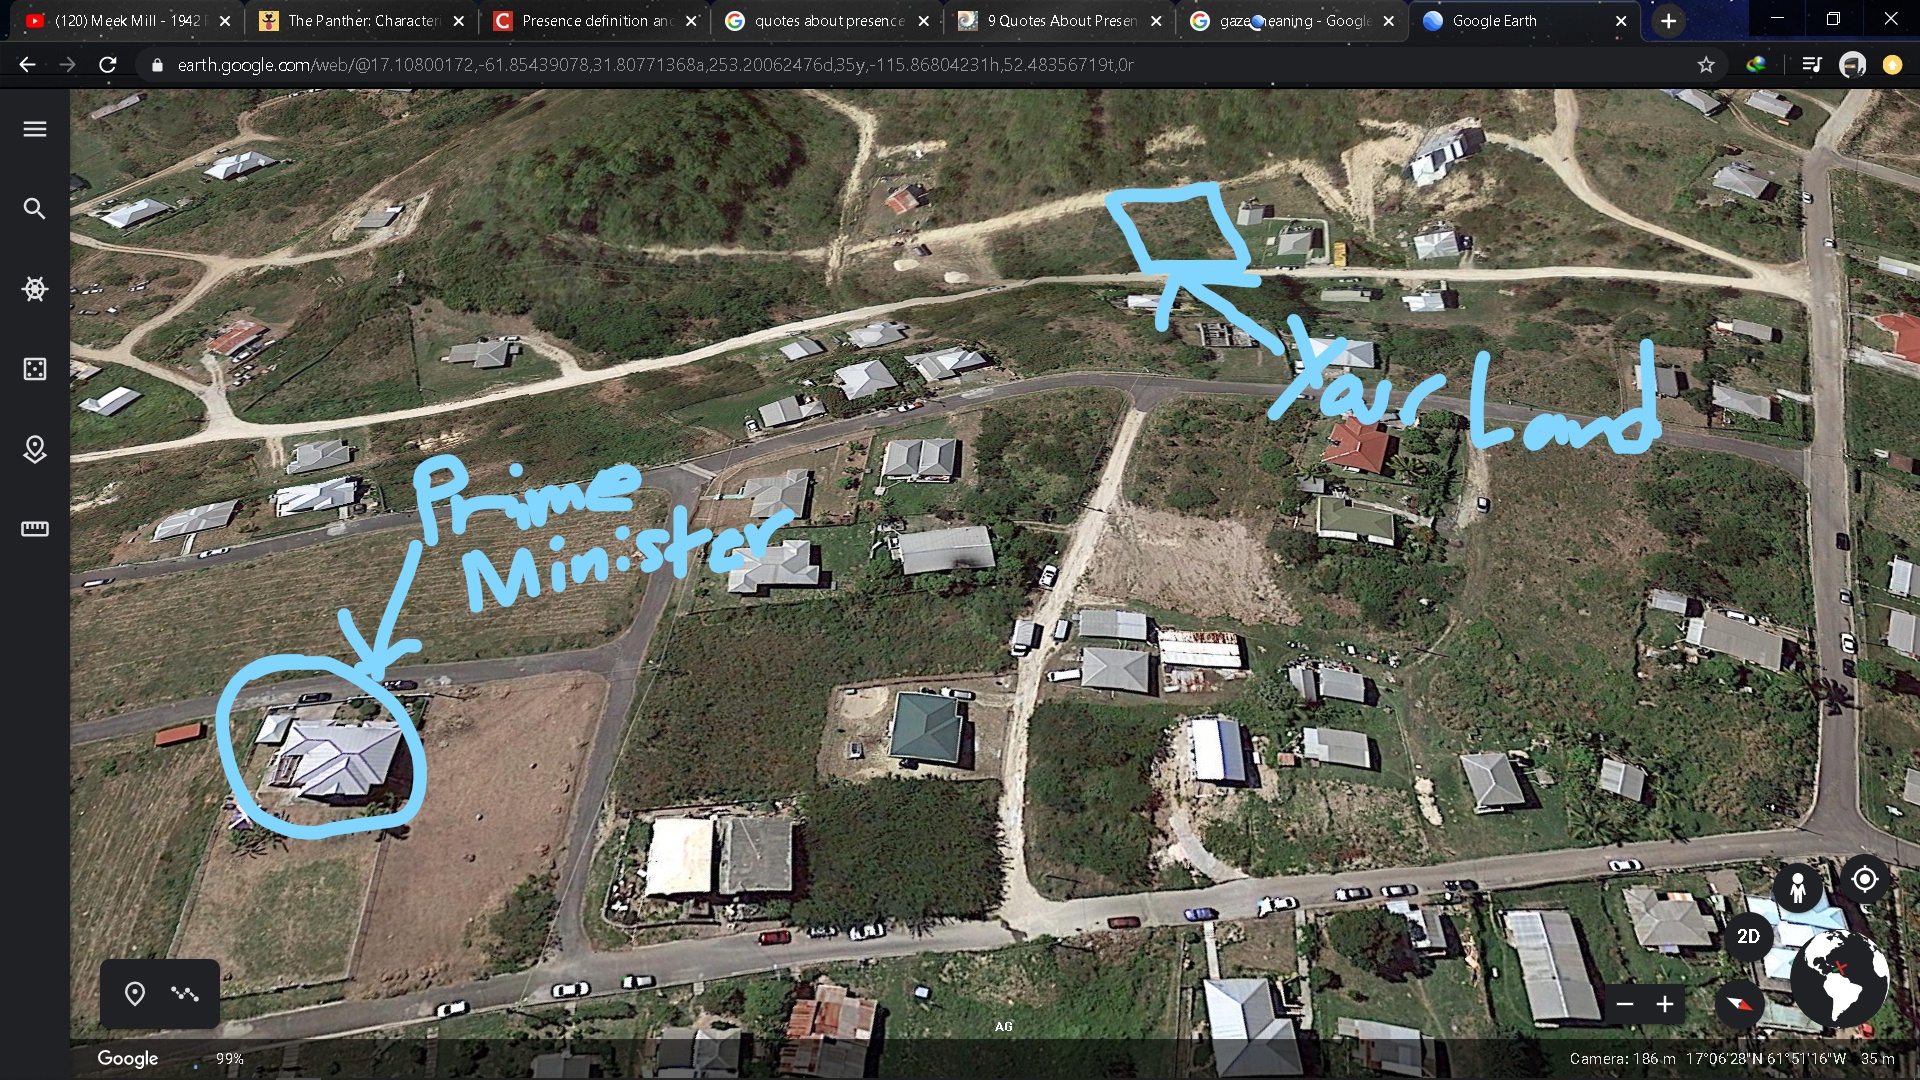 (120) Meek Mill - 1942
The Panther: Characteri
Presence definition an
quotes about presence
9 Quotes About Presen
gaze meaning - Google
Google Earth
earth.google.com/web/@17.10800172,-61.85439078,31.80771368a,253.20062476d,35y,-115.86804231h,52.48356719t,0r
Your Land
Prime
Minister
2D
AG
Google
99%
Camera: 186 m 17°06'28"N 61°51'16"W 35 m